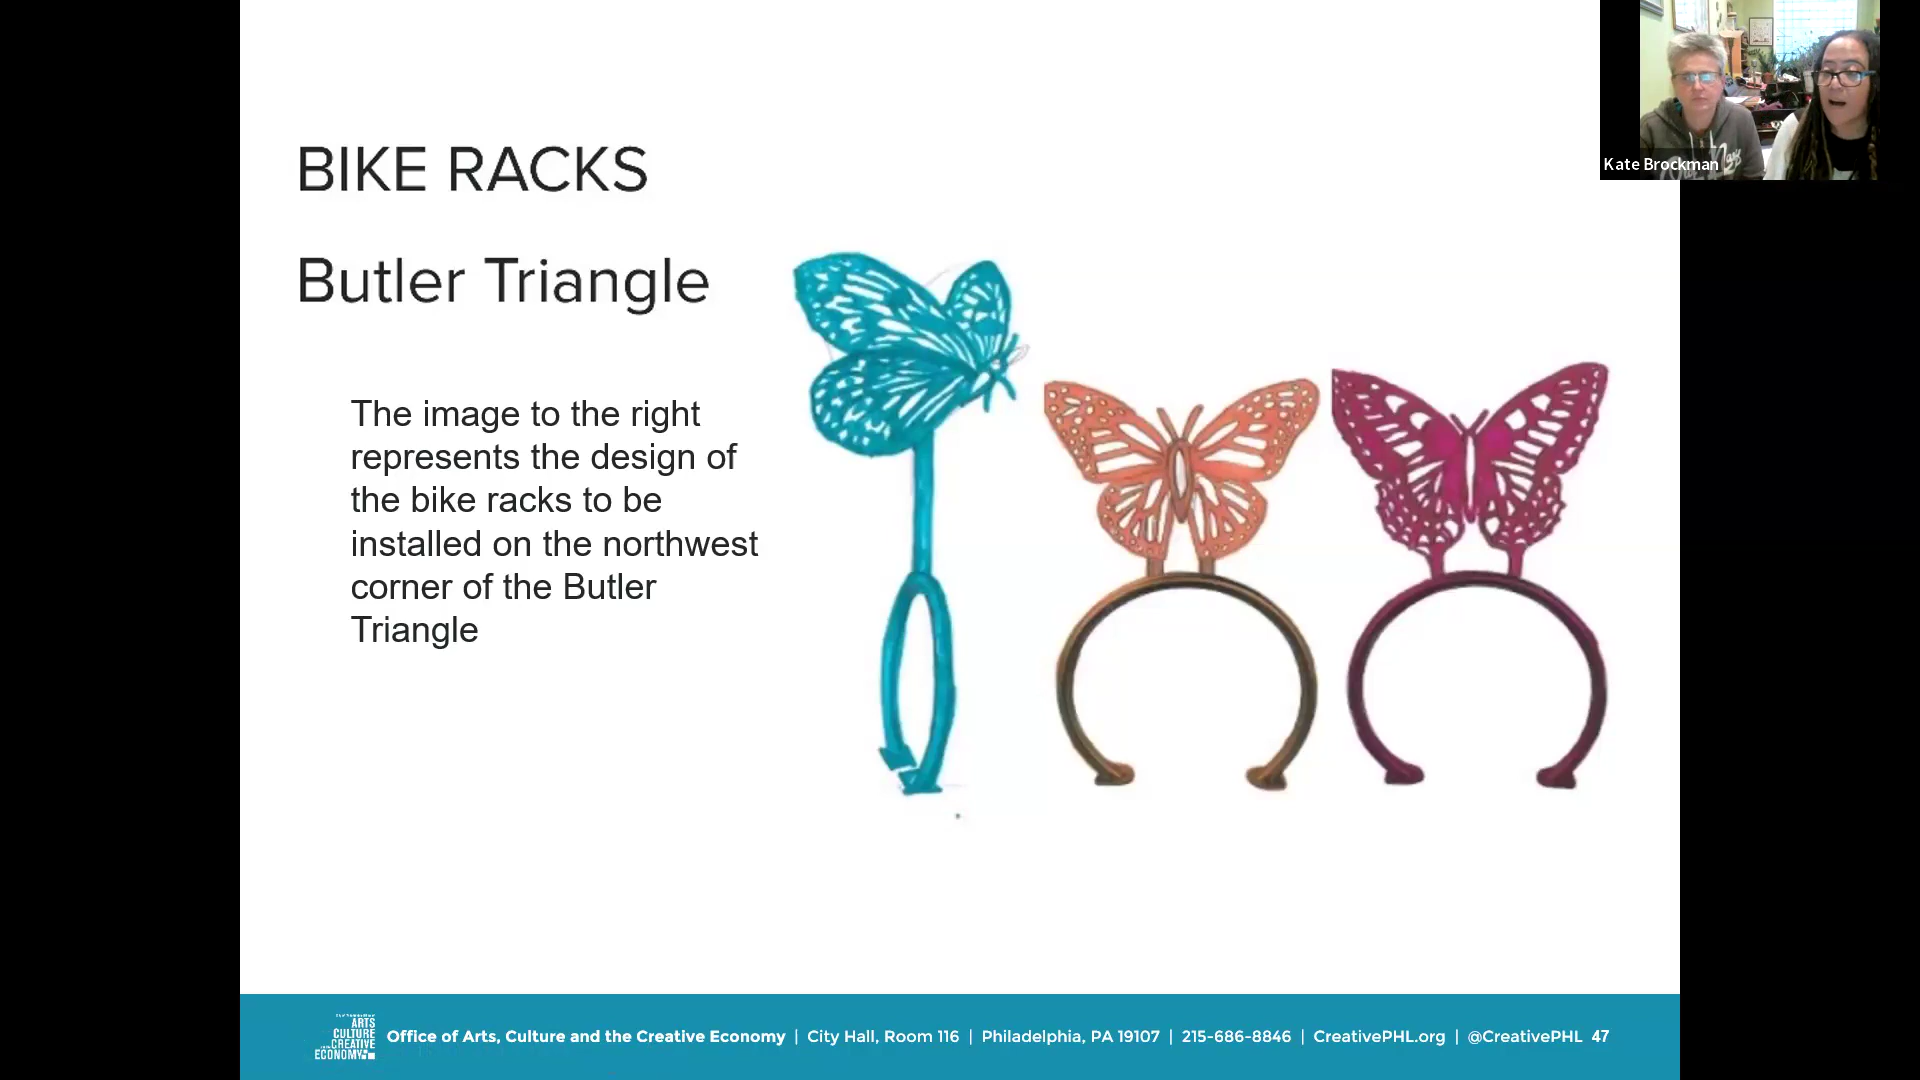 BIKE RACKS
Butler Triangle
The image to the right
represents the design of
the bike racks to be
installed on the northwest
corner of the Butler
Triangle
Kate Brockman
ARTS
CULTURE
CREATIVE
ECONOMY
Office of Arts, Culture and the Creative Economy | City Hall, Room 116 | Philadelphia, PA 19107 | 215-686-8846 | CreativePHL.org | @CreativePHL 47